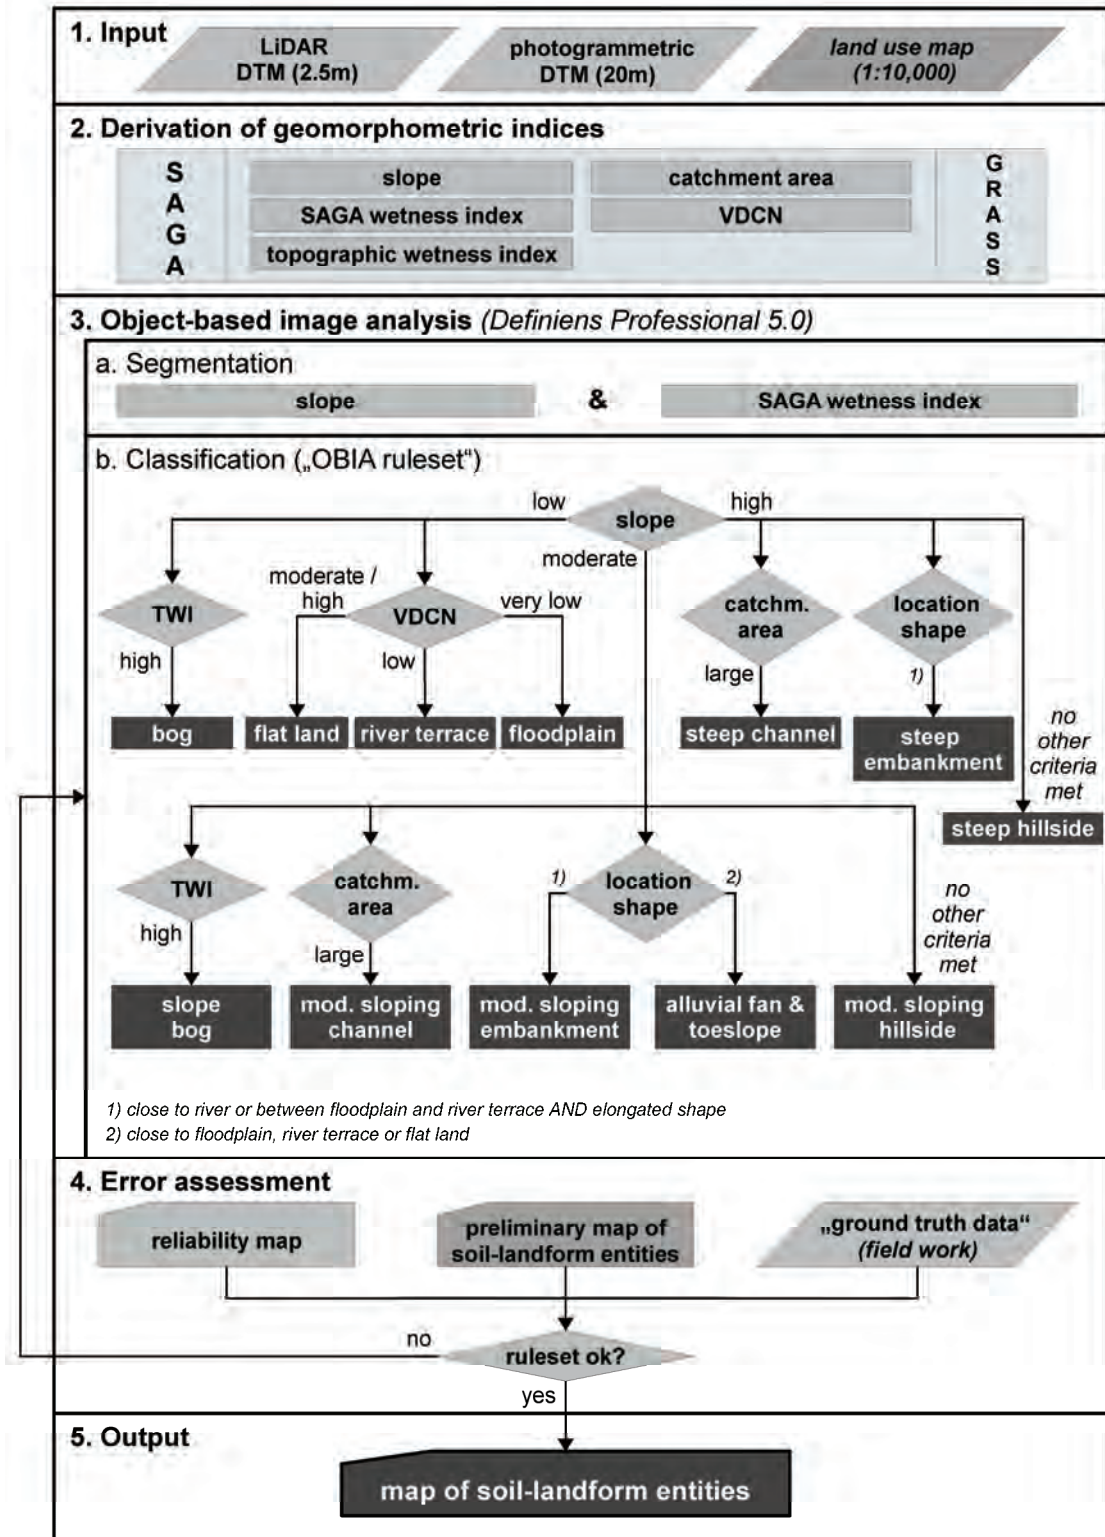 1. Input
LiDAR
DTM (2.5m)
photogrammetric
DTM (20m)
land use map
(1:10,000)
2. Derivation of geomorphometric indices
S
A
G
A
slope
catchment area
SAGA wetness index
VDCN
topographic wetness index
G
R
A
S
S
3. Object-based image analysis (Definiens Professional 5.0)
a. Segmentation
slope
&
SAGA wetness index
b. Classification („OBIA ruleset“)
low
slope
high
moderate
TWI
high
moderate /
high
VDCN
very low
low
catchm.
area
large
location
shape
1)
bog
flat land
river terrace
floodplain
steep channel
steep
embankment
no
other
criteria
met
steep hillside
TWI
high
catchm.
area
large
1)
location
shape
2)
no
other
criteria
met
slope
bog
mod. sloping
channel
mod. sloping
embankment
alluvial fan &
toeslope
mod. sloping
hillside
1) close to river or between floodplain and river terrace AND elongated shape
2) close to floodplain, river terrace or flat land
4. Error assessment
reliability map
preliminary map of
soil-landform entities
„ground truth data“
(field work)
no
ruleset ok?
yes
5. Output
map of soil-landform entities